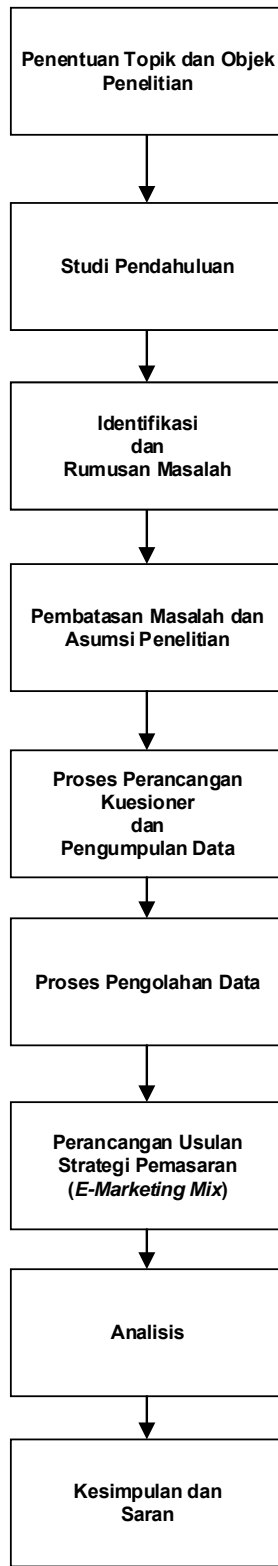 Penentuan Topik dan Objek
Penelitian
Studi Pendahuluan
Identifikasi
dan
Rumusan Masalah
Pembatasan Masalah dan
Asumsi Penelitian
Proses Perancangan
Kuesioner
dan
Pengumpulan Data
Proses Pengolahan Data
Perancangan Usulan
Strategi Pemasaran
(E-Marketing Mix)
Analisis
Kesimpulan dan
Saran